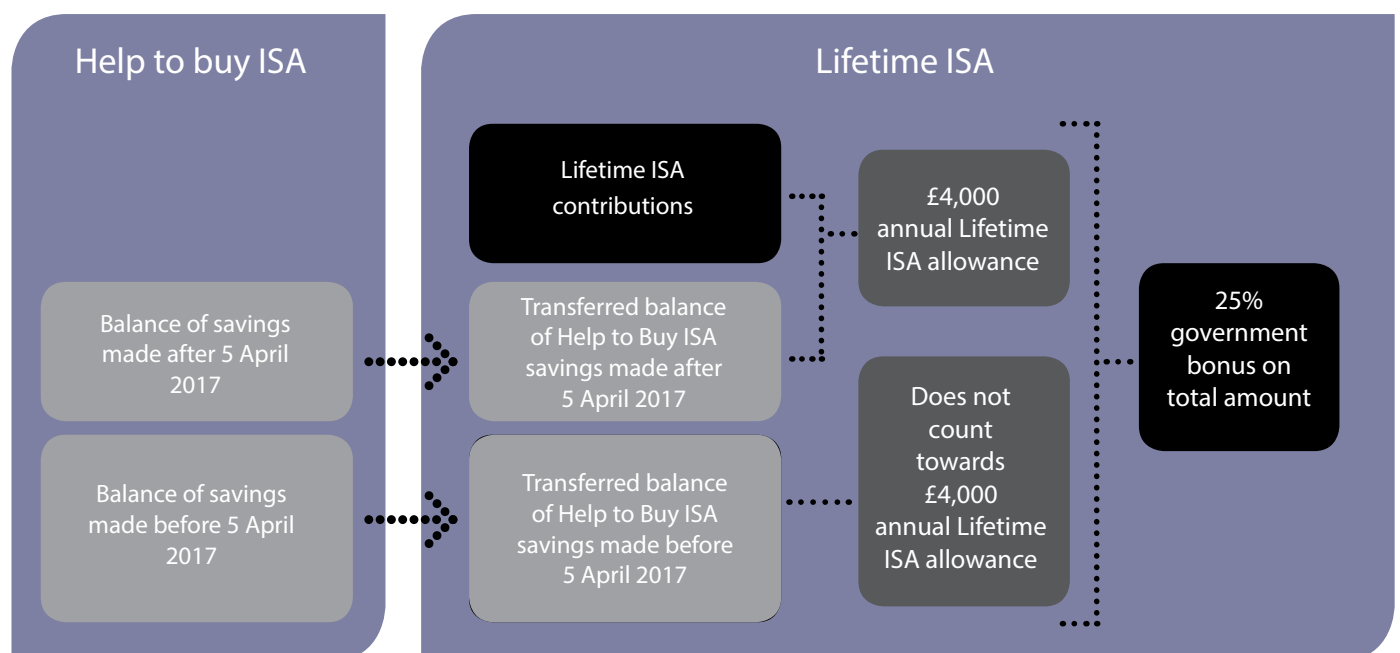 Help to buy ISA
Balance of savings
made after 5 April
2017
Balance of savings
made before 5 April
2017
Lifetime ISA
Lifetime ISA
contributions
Transferred balance
of Help to Buy ISA
savings made after
5 April 2017
Transferred balance
of Help to Buy ISA
savings made before
5 April 2017
£4,000
annual Lifetime
ISA allowance
Does not
count
towards
£4,000
annual Lifetime
ISA allowance
25%
government
bonus on
total amount